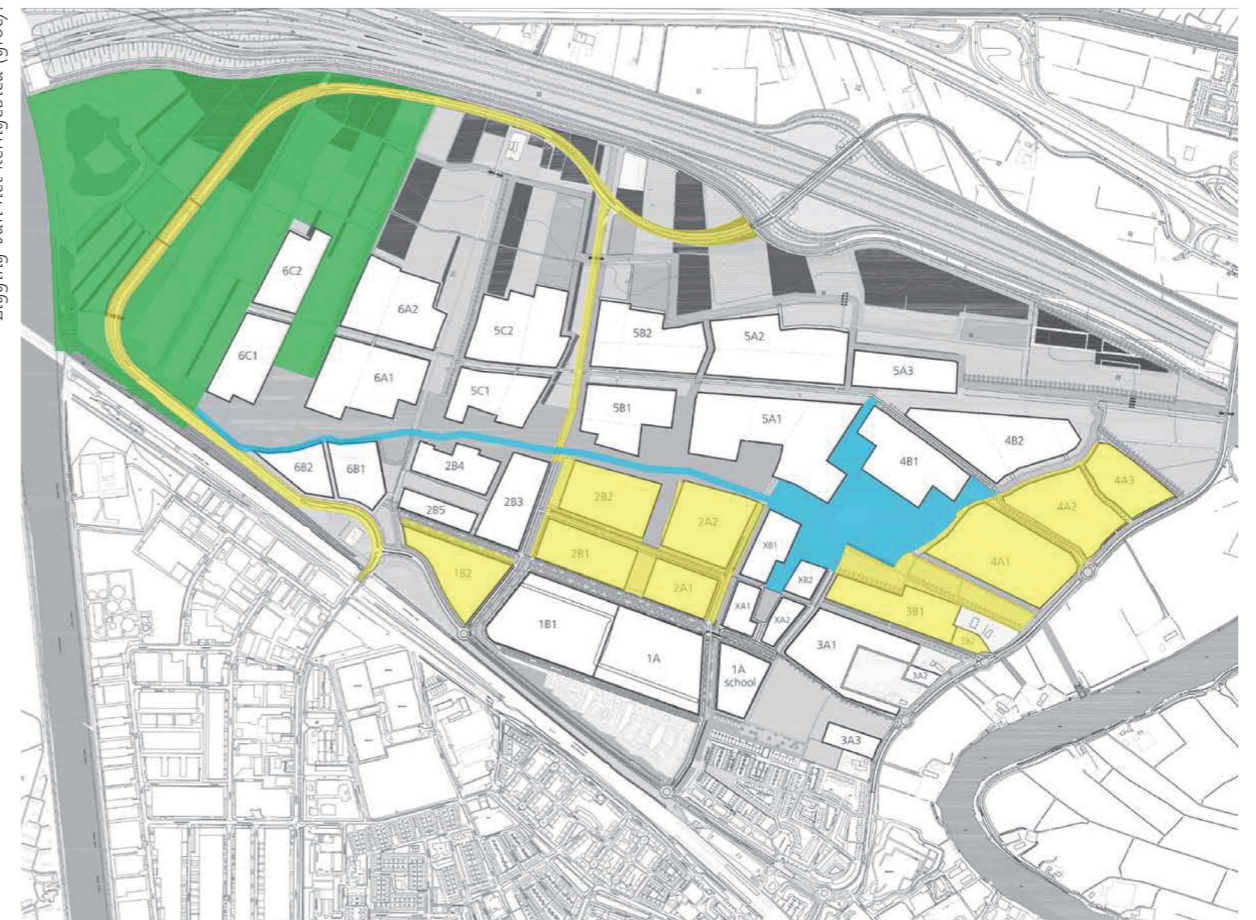 Ligging van het kerngebied (groe).
6C2
6A2
5C2
5B2
5A2
6C1
6A1
5C1
5B1
5A3
5A1
4B2
4B1
6B2
6B1
2B4
2B5
2B3
2B2
2A2
4A3
4A2
4A1
1B2
2B1
2A1
XB1
XB2
XA1
XA2
3B1
3B2
1B1
1A
1A
school
3A1
3A2
3A3